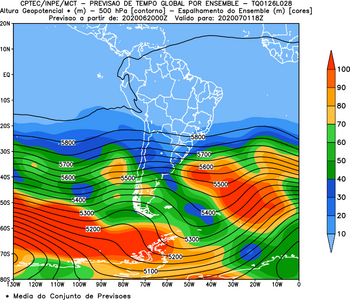 CPTEC/INPE/MCT - PREVISAO DE TEMPO GLOBAL POR ENSEMBLE - TQ0126L028
Altura Geopotencial * (m) - 500 hPa [contorno] - Espalhamento do Ensemble (m) [cores]
Previsao a partir de: 2020062000Z Valido para: 2020070118Z
20N
10N
EQ
10S
20S
30S
40S
50S
60S
70S
80S
130W 120W 110W 100W 90W 80W 70W 60W 50W 40W 30W 20W 10W 0
5800
5800
5700
5700
5600
5600
5500
5500
5400
5400
5300
5300
5200
5200
5100
100
90
80
70
60
50
40
30
20
10
* Media do Conjunto de Previsoes